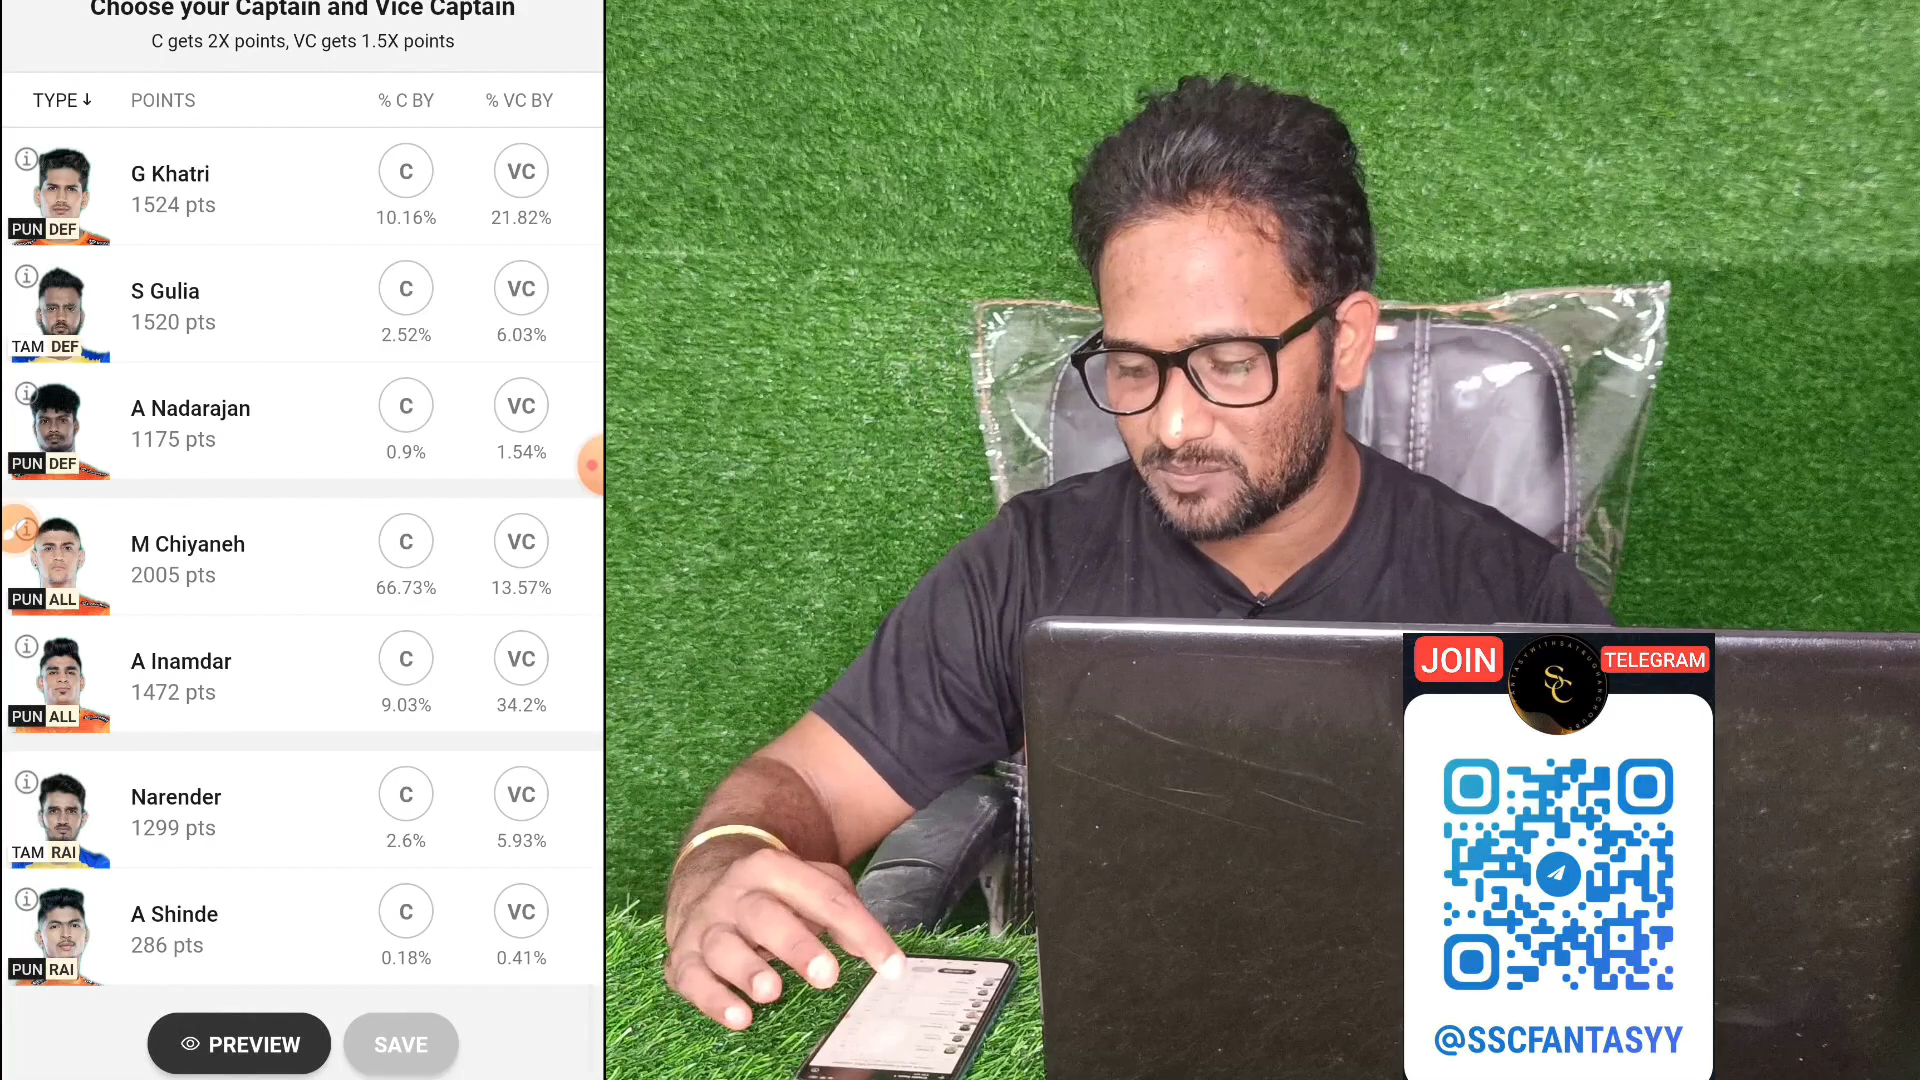 Choose your Captain and Vice Captain
C gets 2X points, VC gets 1.5X points
TYPE↓ POINTS % C BY % VC BY
G Khatri C VC
1524 pts 10.16% 21.82%
PUN DEF
S Gulia C VC
1520 pts 2.52% 6.03%
TAM DEF
A Nadarajan C VC
1175 pts 0.9% 1.54%
PUN DEF
M Chiyaneh C VC
2005 pts 66.73% 13.57%
PUN ALL
A Inamdar C VC
1472 pts 9.03% 34.2%
PUN ALL
Narender C VC
1299 pts 2.6% 5.93%
TAM RAI
A Shinde C VC
286 pts 0.18% 0.41%
PUN RAI
PREVIEW SAVE
JOIN SC TELEGRAM
@SSCFANTASYY